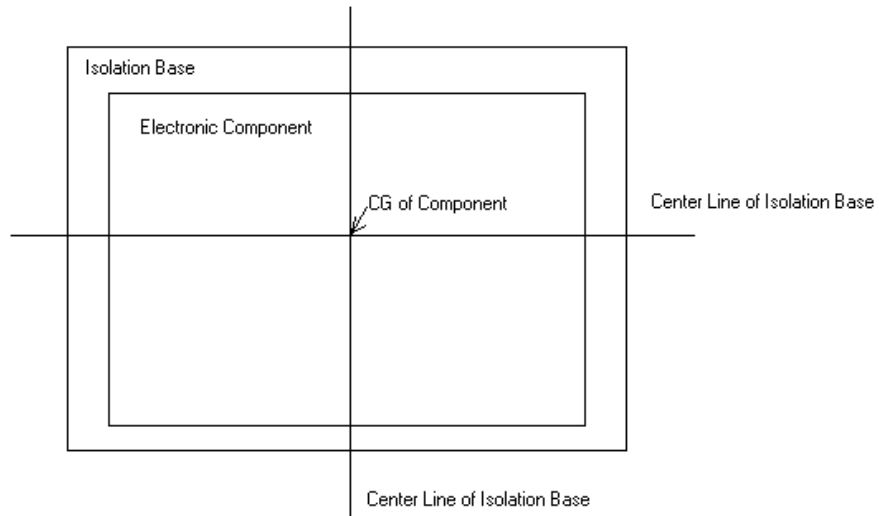 Isolation Base
Electronic Component
CG of Component
Center Line of Isolation Base
Center Line of Isolation Base